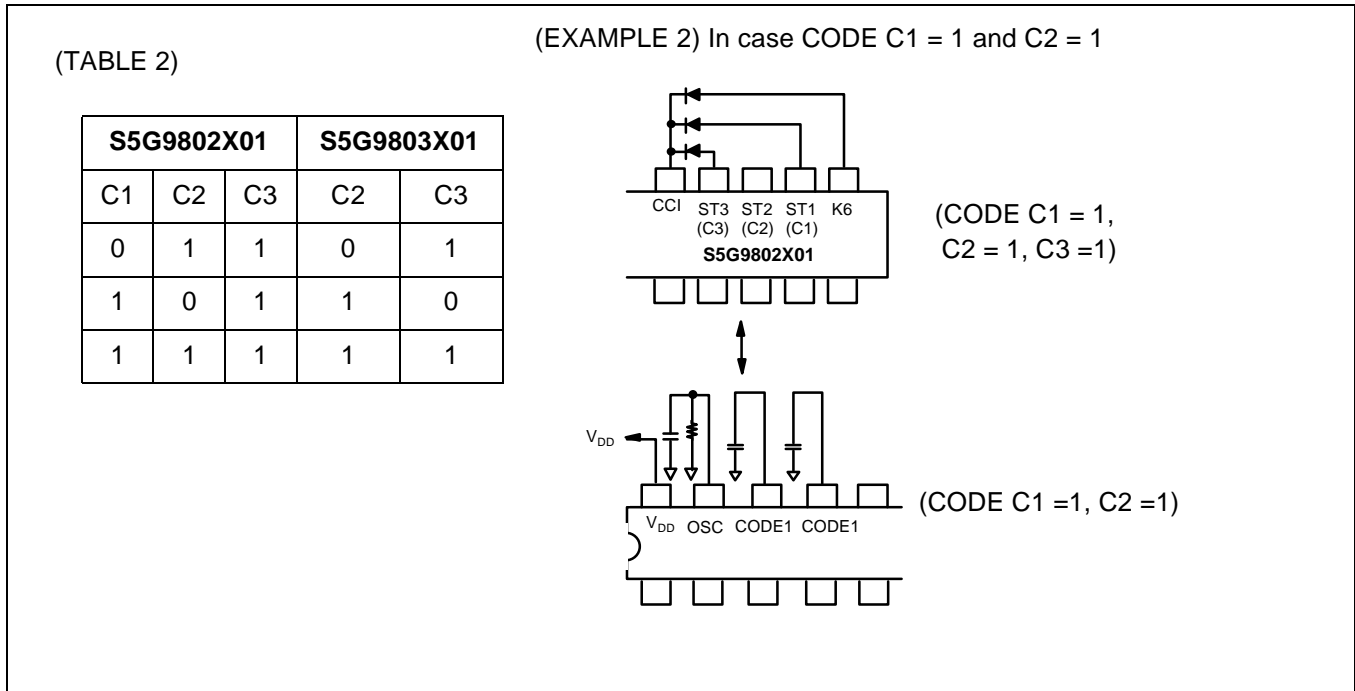 (EXAMPLE 2) In case CODE C1 = 1 and C2 = 1
(TABLE 2)
S5G9802X01 S5G9803X01
C1 C2 C3 C2 C3
0 1 1 0 1
1 0 1 1 0
1 1 1 1 1
CCI ST3 ST2 ST1 K6
(C3) (C2) (C1)
S5G9802X01
(CODE C1 = 1,
C2 = 1, C3 =1)
VDD
VDD OSC CODE1 CODE1
(CODE C1 =1, C2 =1)